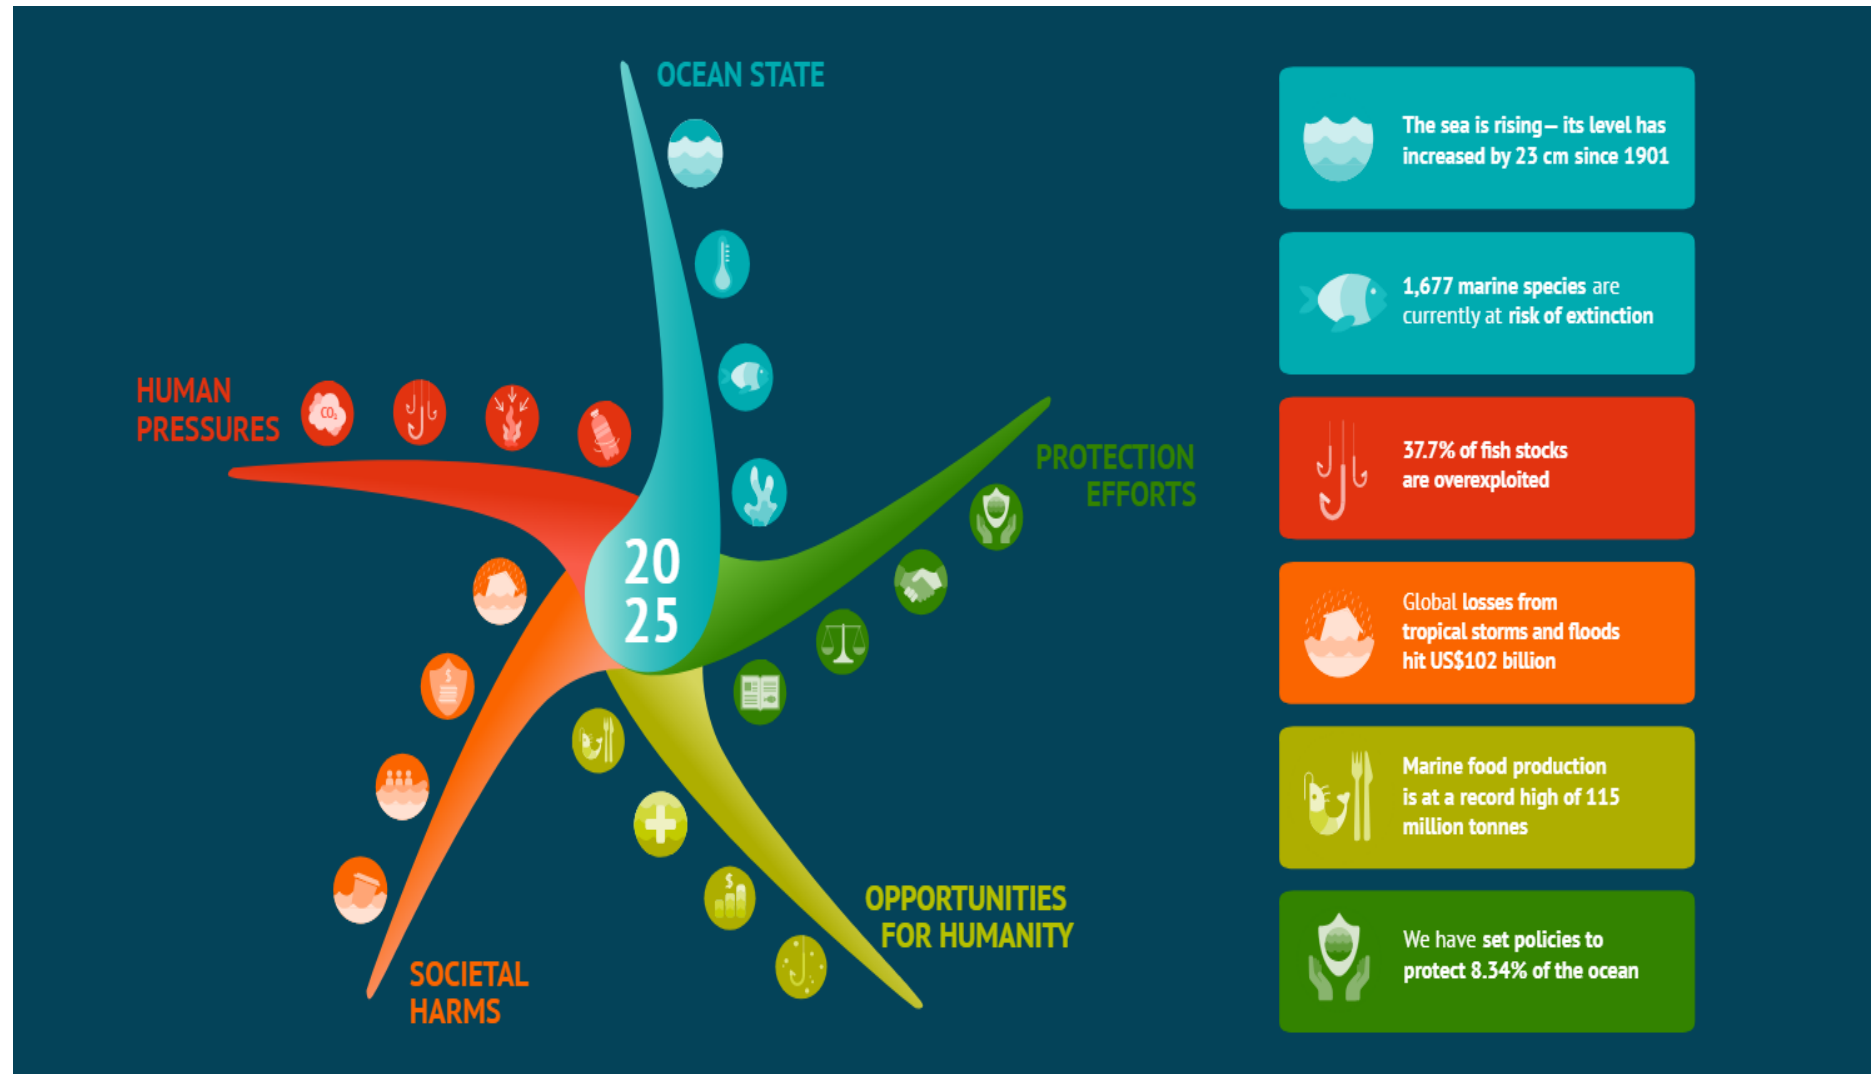 OCEAN STATE
HUMAN
PRESSURES
CO₂
PROTECTION
EFFORTS
20
25
$
$
OPPORTUNITIES
FOR HUMANITY
SOCIETAL
HARMS
The sea is rising – its level has
increased by 23 cm since 1901
1,677 marine species are
currently at risk of extinction
37.7% of fish stocks
are overexploited
Global losses from
tropical storms and floods
hit US$102 billion
Marine food production
is at a record high of 115
million tonnes
We have set policies to
protect 8.34% of the ocean